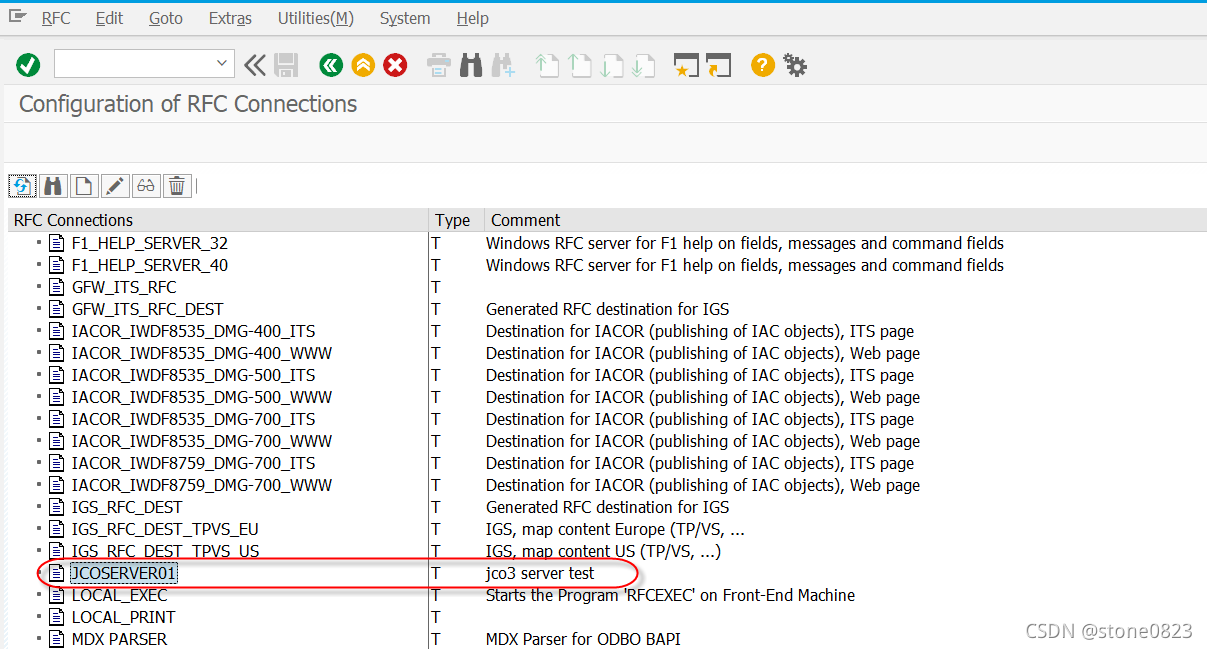 RFC Edit Goto Extras Utilities(M) System Help
Configuration of RFC Connections
RFC Connections Type Comment
F1_HELP_SERVER_32 T Windows RFC server for F1 help on fields, messages and command fields
F1_HELP_SERVER_40 T Windows RFC server for F1 help on fields, messages and command fields
GFW_ITS_RFC T
GFW_ITS_RFC_DEST T Generated RFC destination for IGS
IACOR_IWDF8535_DMG-400_ITS T Destination for IACOR (publishing of IAC objects), ITS page
IACOR_IWDF8535_DMG-400_WWW T Destination for IACOR (publishing of IAC objects), Web page
IACOR_IWDF8535_DMG-500_ITS T Destination for IACOR (publishing of IAC objects), ITS page
IACOR_IWDF8535_DMG-500_WWW T Destination for IACOR (publishing of IAC objects), Web page
IACOR_IWDF8535_DMG-700_ITS T Destination for IACOR (publishing of IAC objects), ITS page
IACOR_IWDF8535_DMG-700_WWW T Destination for IACOR (publishing of IAC objects), Web page
IACOR_IWDF8759_DMG-700_ITS T Destination for IACOR (publishing of IAC objects), ITS page
IACOR_IWDF8759_DMG-700_WWW T Destination for IACOR (publishing of IAC objects), Web page
IGS_RFC_DEST T Generated RFC destination for IGS
IGS_RFC_DEST_TPVS_EU T IGS, map content Europe (TP/VS, ...
IGS_RFC_DEST_TPVS_US T IGS, map content US (TP/VS, ...)
JCOSERVER01 T jco3 server test
LOCAL_EXEC T Starts the Program 'RFCEXEC' on Front-End Machine
LOCAL_PRINT T
MDX PARSER T MDX Parser for ODBO BAPI
CSDN @stone0823